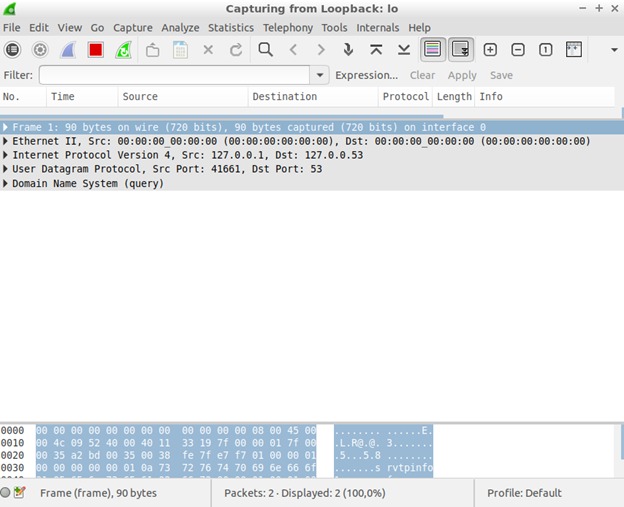 Capturing from Loopback: lo
File Edit View Go Capture Analyze Statistics Telephony Tools Internals Help
Filter: Expression... Clear Apply Save
No. Time Source Destination Protocol Length Info
Frame 1: 90 bytes on wire (720 bits), 90 bytes captured (720 bits) on interface 0
Ethernet II, Src: 00:00:00_00:00:00 (00:00:00:00:00:00), Dst: 00:00:00_00:00:00 (00:00:00:00:00:00)
Internet Protocol Version 4, Src: 127.0.0.1, Dst: 127.0.0.53
User Datagram Protocol, Src Port: 41661, Dst Port: 53
Domain Name System (query)
0000 00 00 00 00 00 00 00 00 00 00 00 00 08 00 45 00 ........ ......E.
0010 00 4c 09 52 40 00 40 11 33 19 7f 00 00 01 7f 00 .L.R@.@. 3.......
0020 00 35 a2 bd 00 35 00 38 fe 7f e7 f7 01 00 00 01 .5...5.8 ........
0030 00 00 00 00 00 01 0a 73 72 76 74 70 69 6e 66 6f .......s rvtpinfo
Frame (frame), 90 bytes Packets: 2 · Displayed: 2 (100,0%) Profile: Default